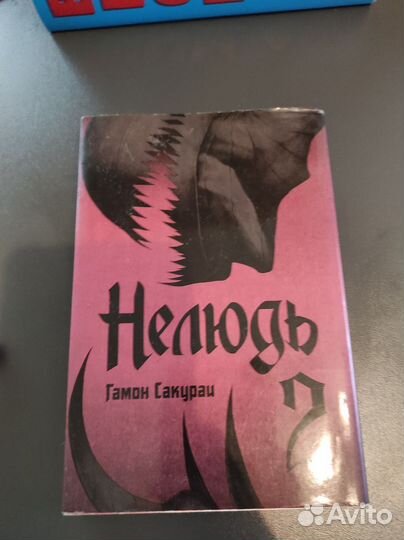 Нелюдь
Гамон Сакураи
2
Avito